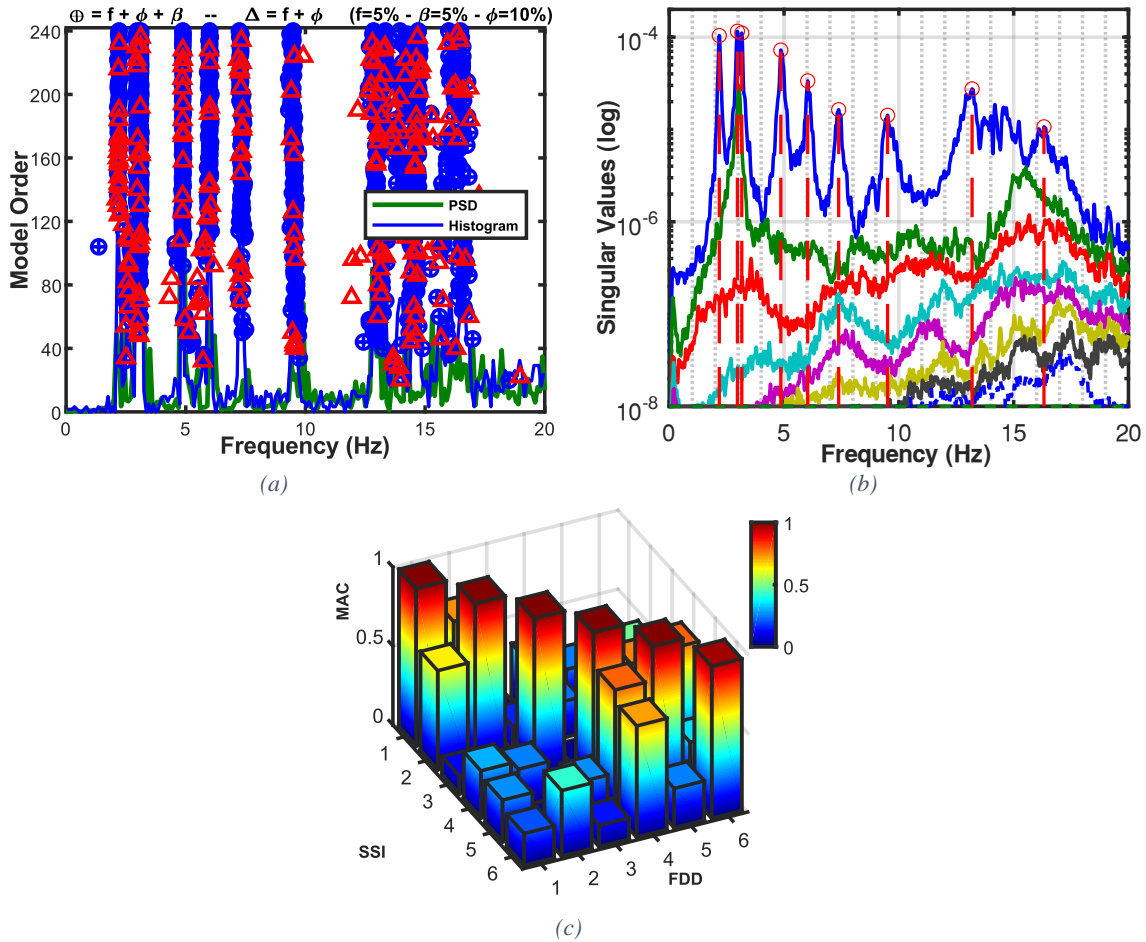 ⊕ = f + ϕ + β -- Δ = f + ϕ (f=5% - β=5% - ϕ=10%)
240
200
160
120
80
40
0
Model Order
PSD
Histogram
0 5 10 15 20
Frequency (Hz)
(a)
10⁻⁴
10⁻⁶
10⁻⁸
Singular Values (log)
0 5 10 15 20
Frequency (Hz)
(b)
1
0.5
0
MAC
1
0.5
0
1
2
3
4
5
6
SSI
1
2
3
4
5
6
FDD
(c)